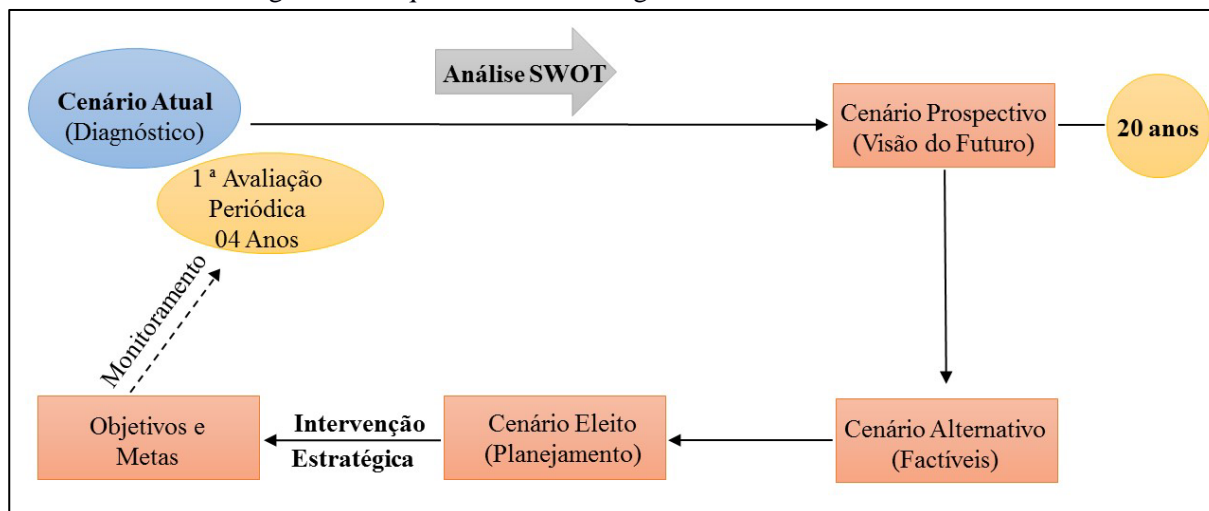 Análise SWOT
Cenário Atual
(Diagnóstico)
Cenário Prospectivo
(Visão do Futuro)
20 anos
1 ª Avaliação
Periódica
04 Anos
Monitoramento
Objetivos e
Metas
Intervenção
Estratégica
Cenário Eleito
(Planejamento)
Cenário Alternativo
(Factíveis)